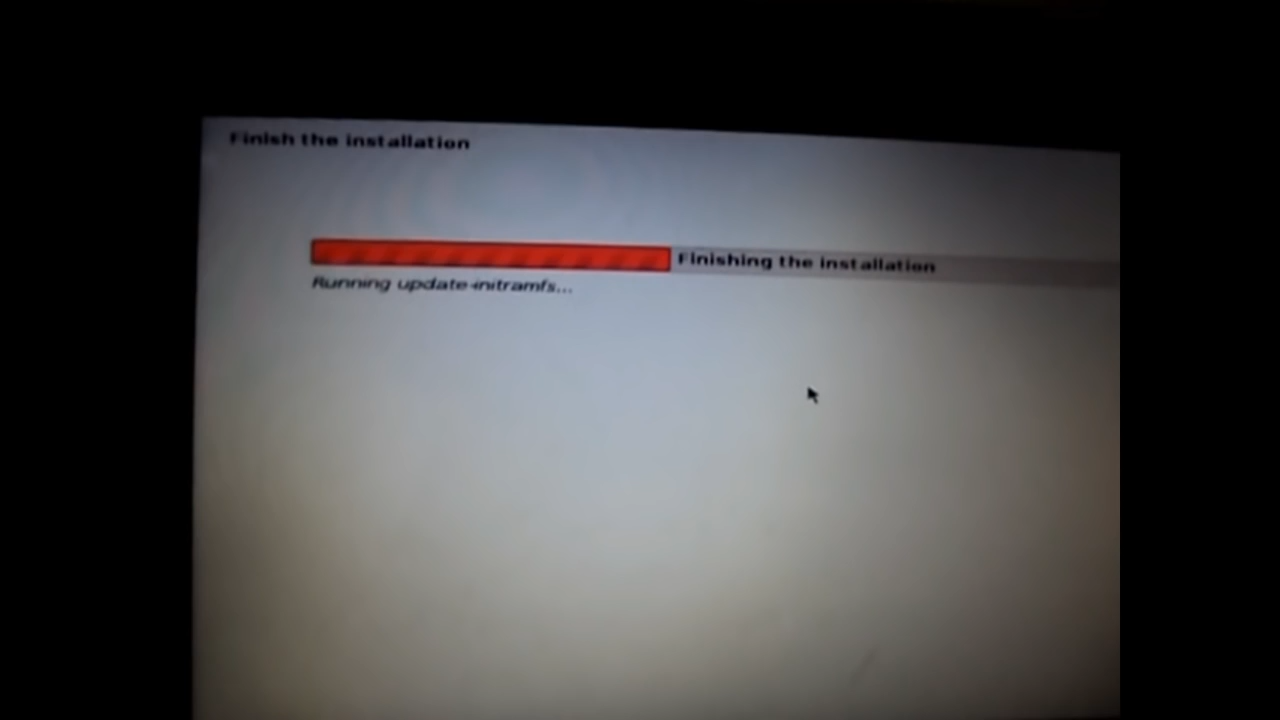 Finish the installation
Finishing the installation
Running update-initramfs...